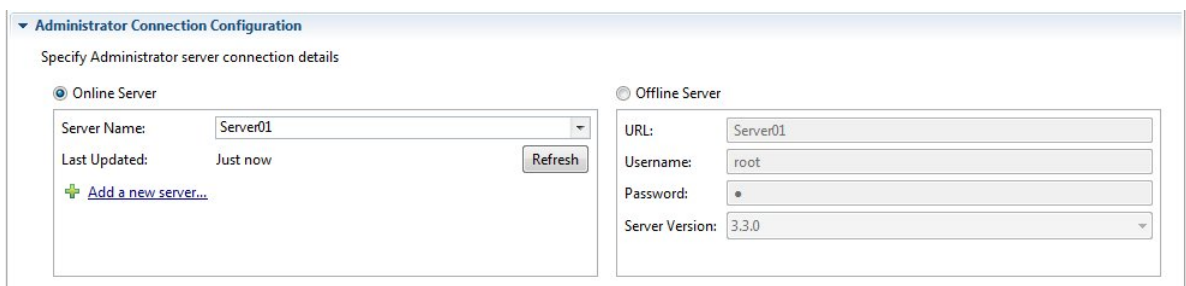 Administrator Connection Configuration
Specify Administrator server connection details
Online Server
Server Name: Server01
Last Updated: Just now Refresh
Add a new server...
Offline Server
URL: Server01
Username: root
Password: •
Server Version: 3.3.0